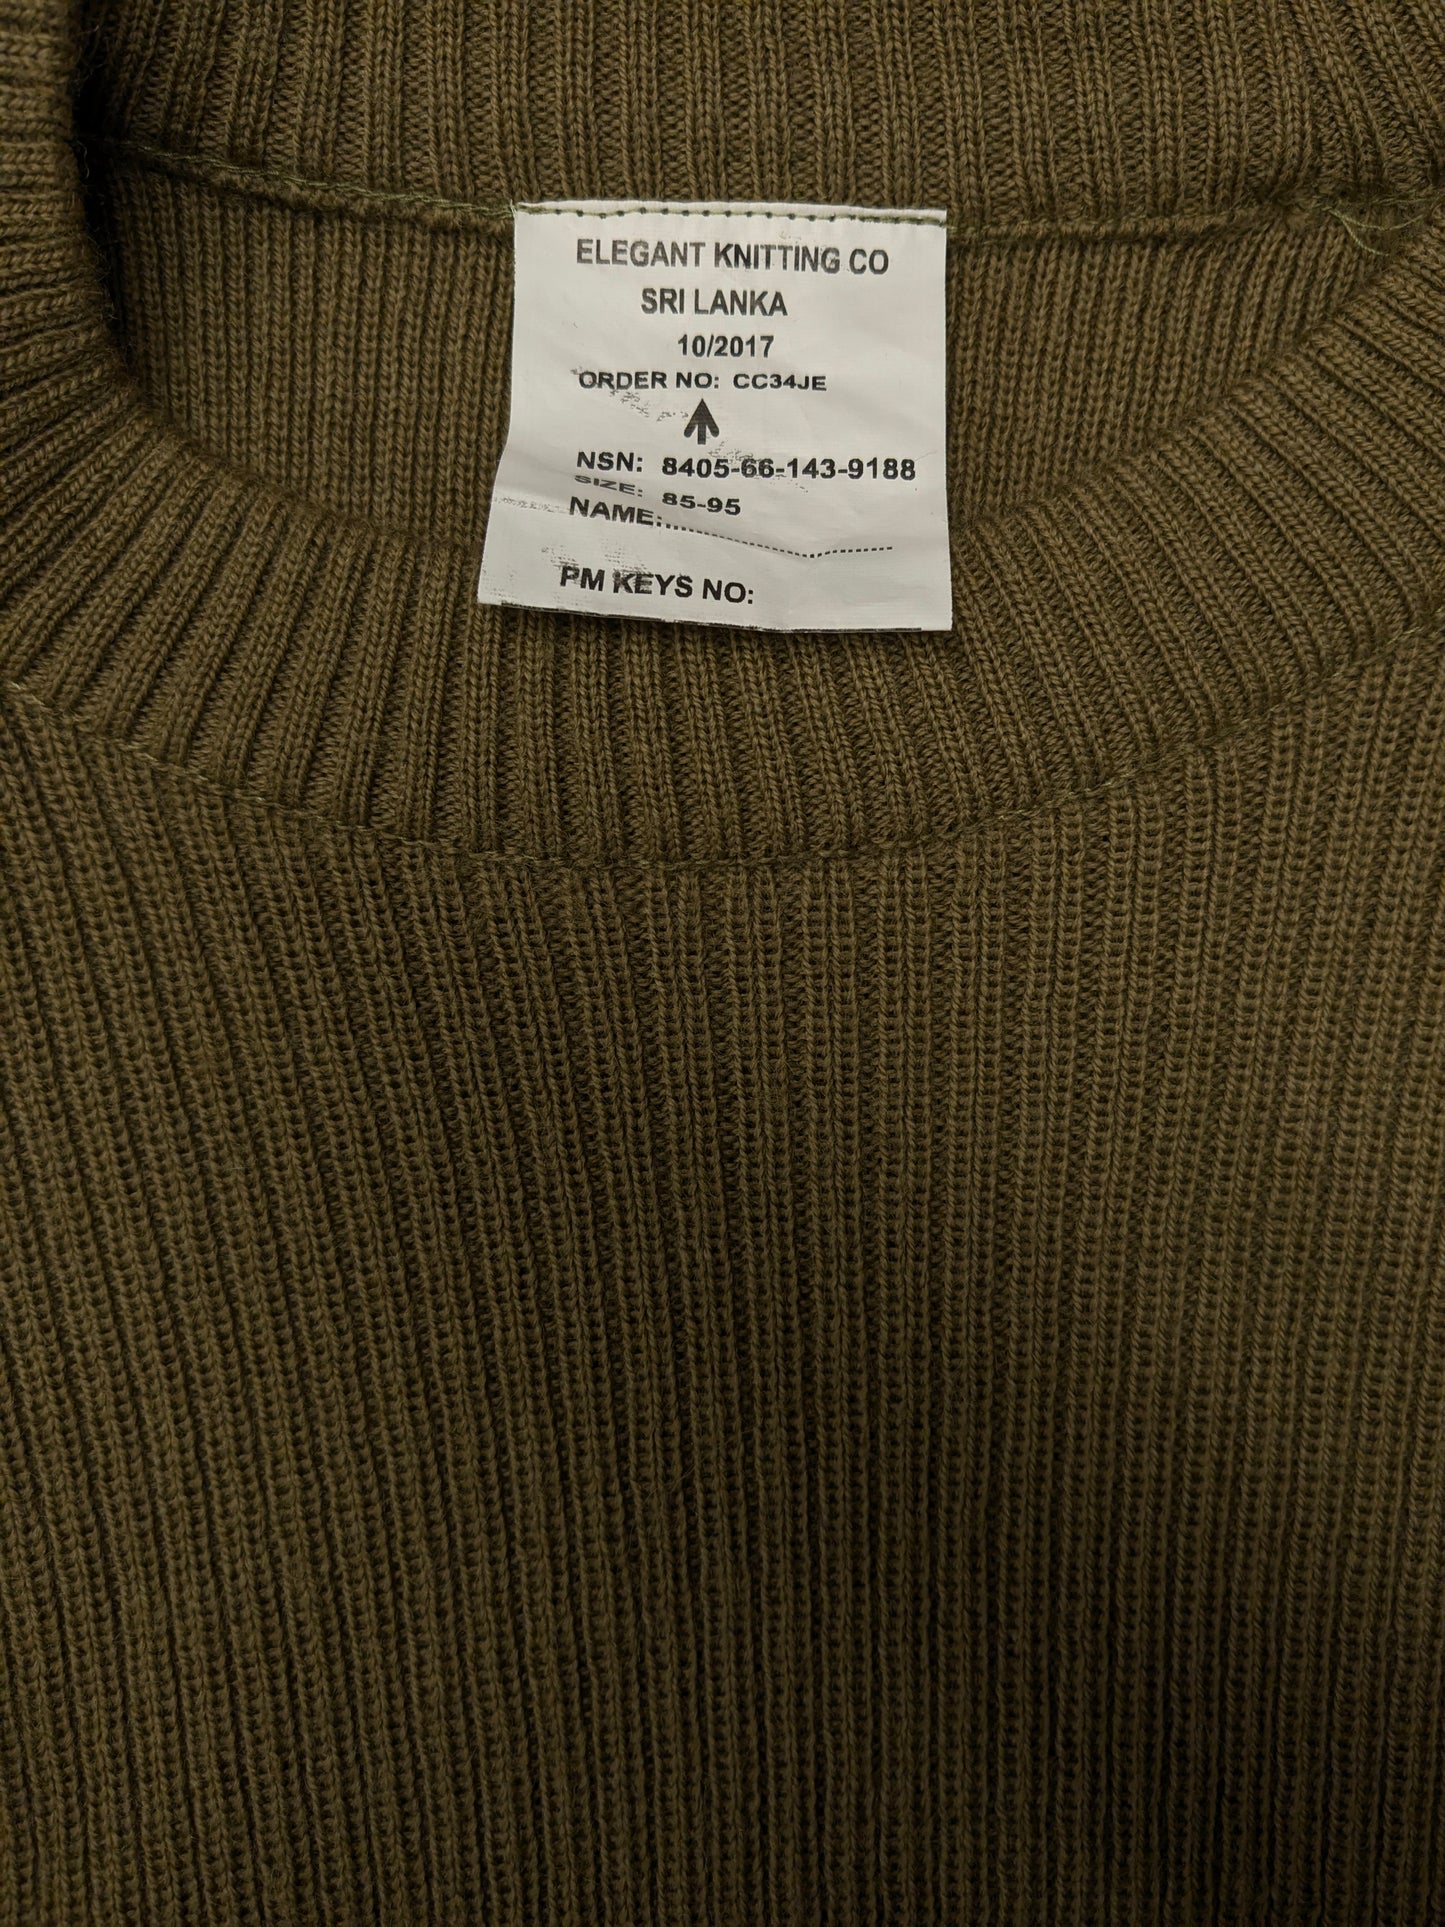 ELEGANT KNITTING CO
SRI LANKA
10/2017
ORDER NO: CC34JE
NSN: 8405-66-143-9188
SIZE: 85-95
NAME:..............................
PM KEYS NO: